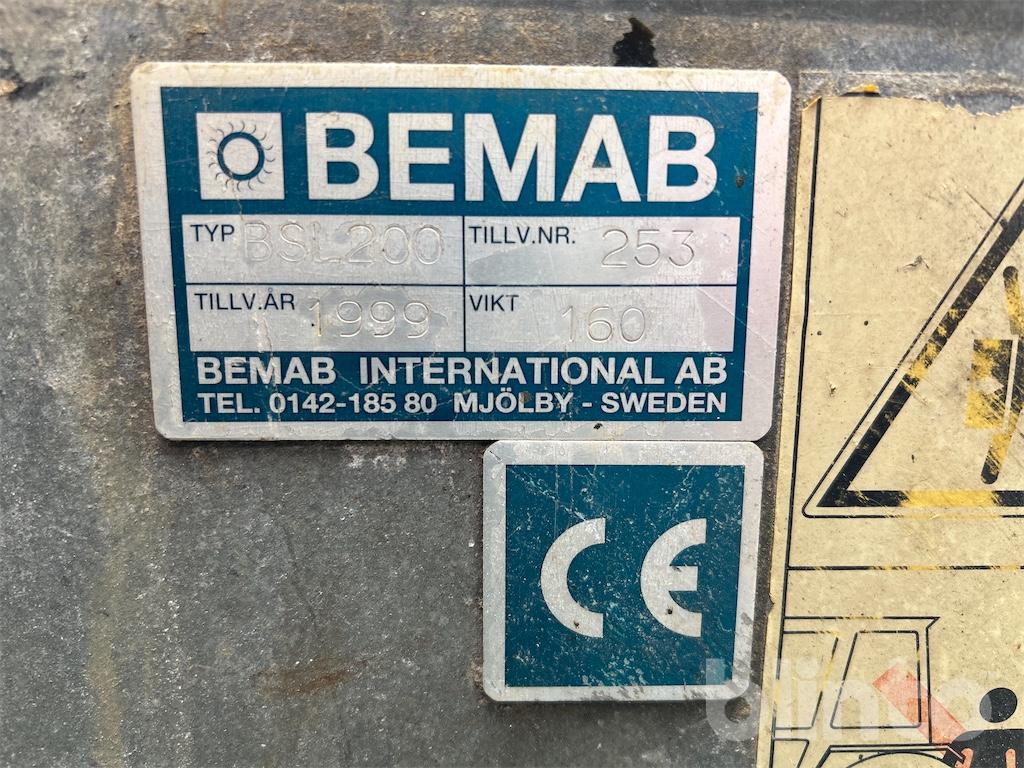 BEMAB
TYP BSL200 TILLV.NR. 253
TILLV.ÅR 1999 VIKT 160
BEMAB INTERNATIONAL AB
TEL. 0142-185 80 MJÖLBY - SWEDEN
CE
blinto